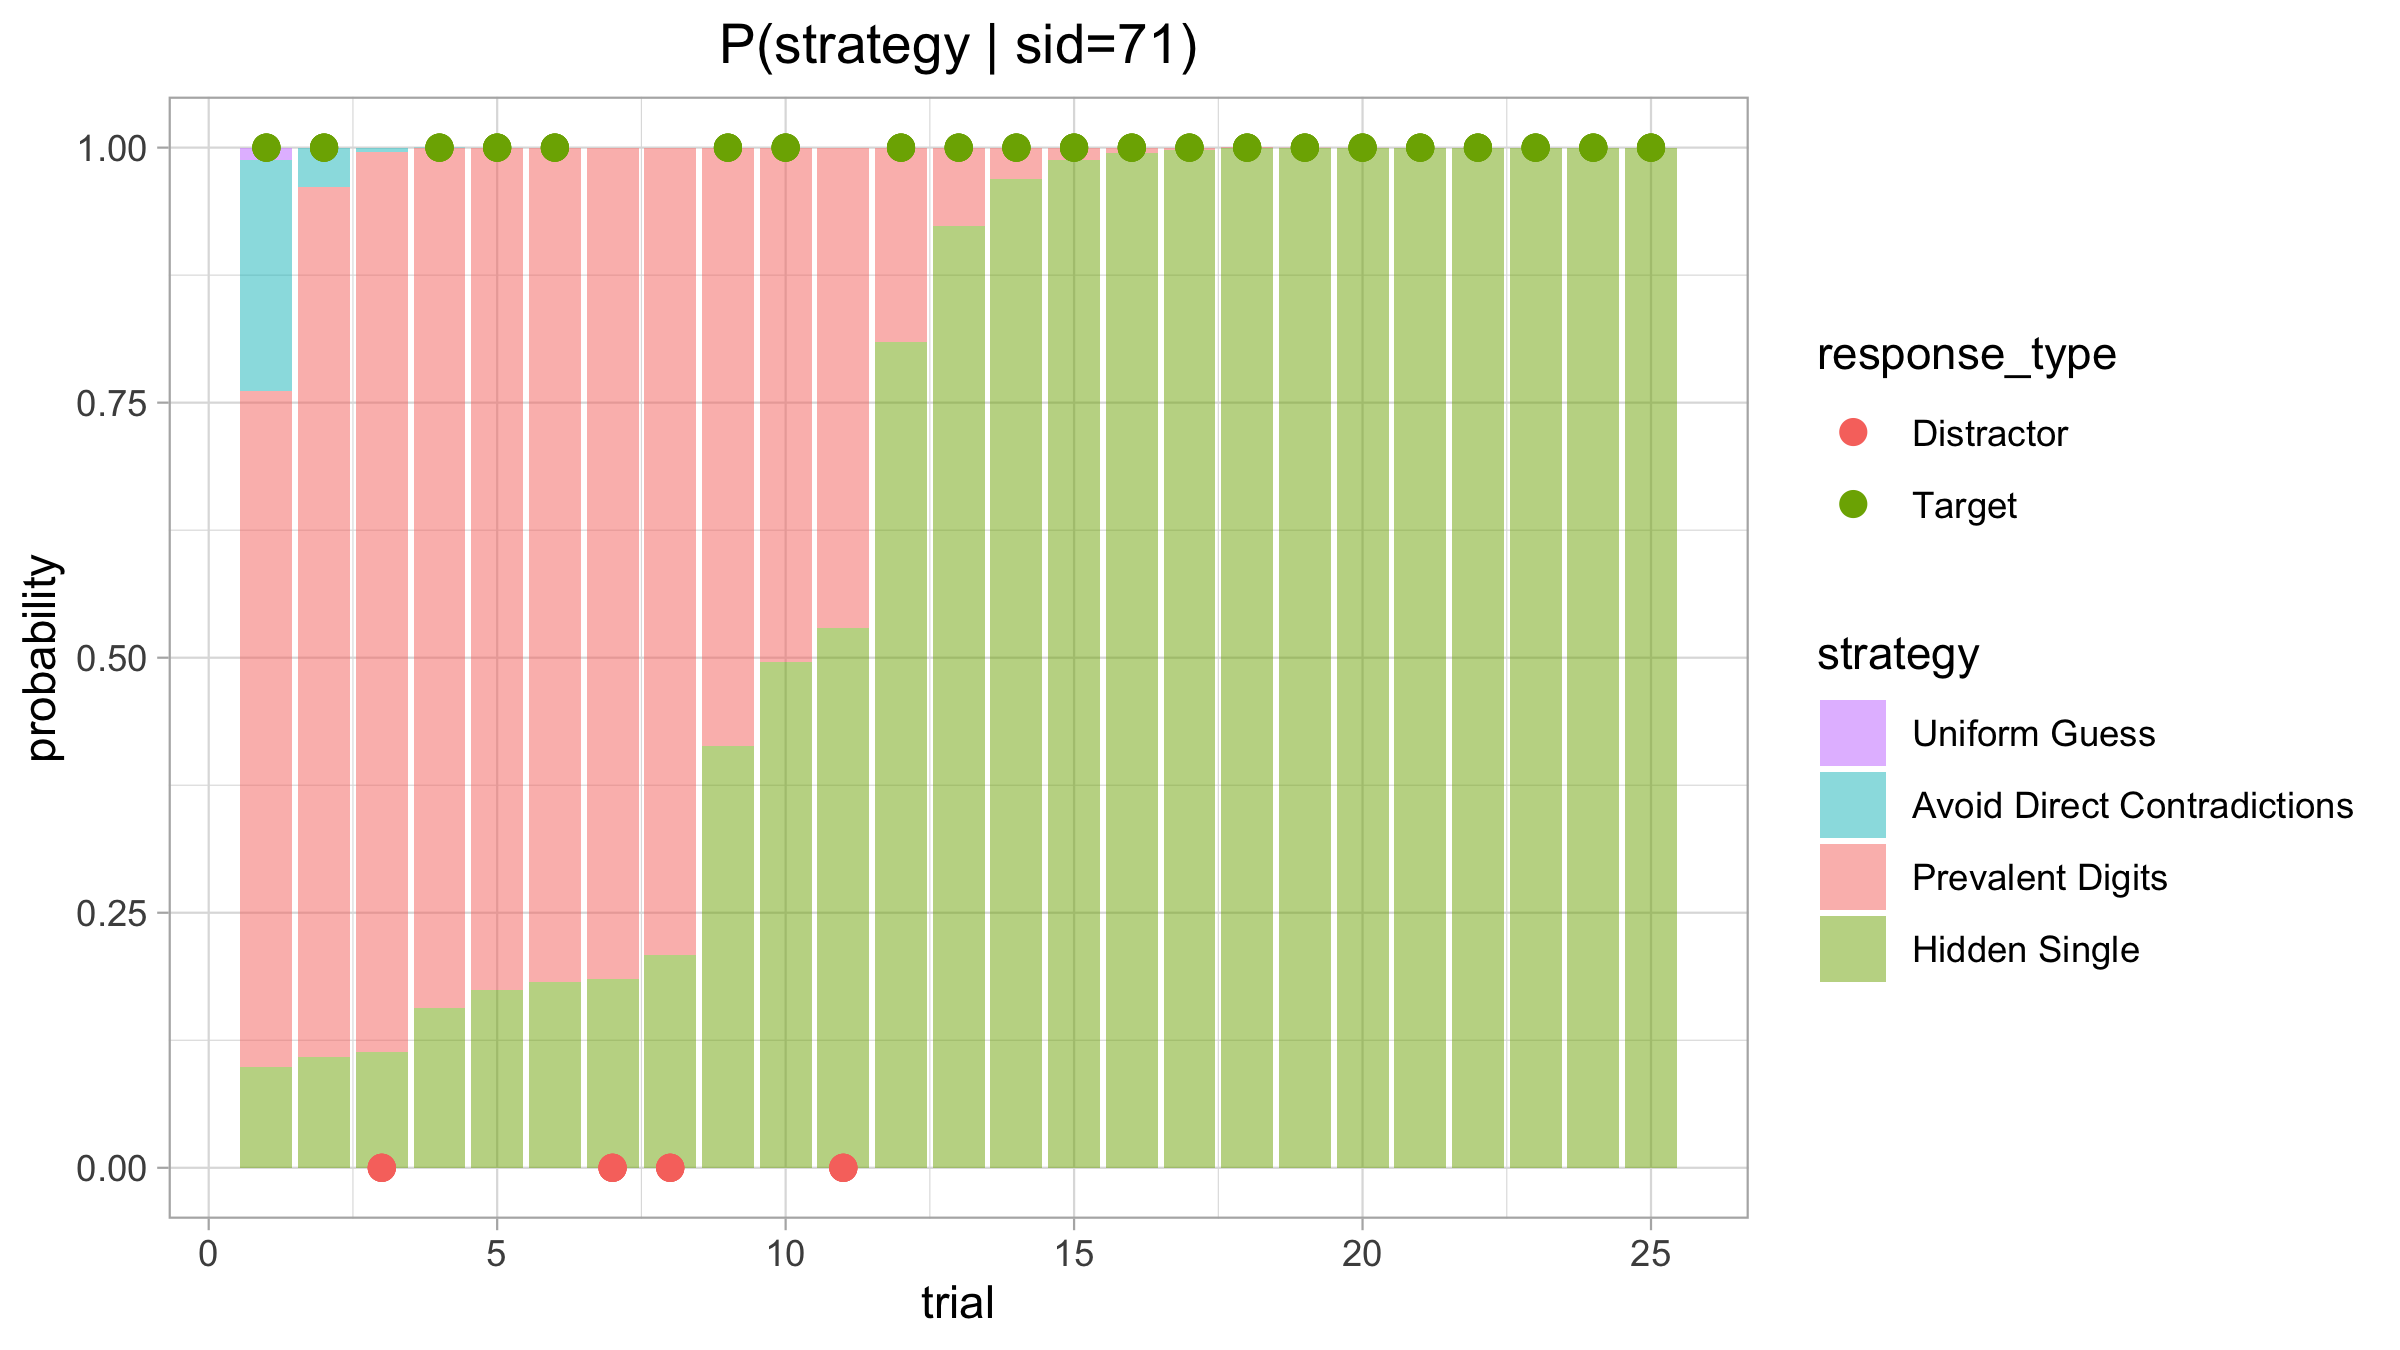 P(strategy | sid=71)
probability
1.00
0.75
0.50
0.25
0.00
0 5 10 15 20 25
trial
response_type
Distractor
Target
strategy
Uniform Guess
Avoid Direct Contradictions
Prevalent Digits
Hidden Single